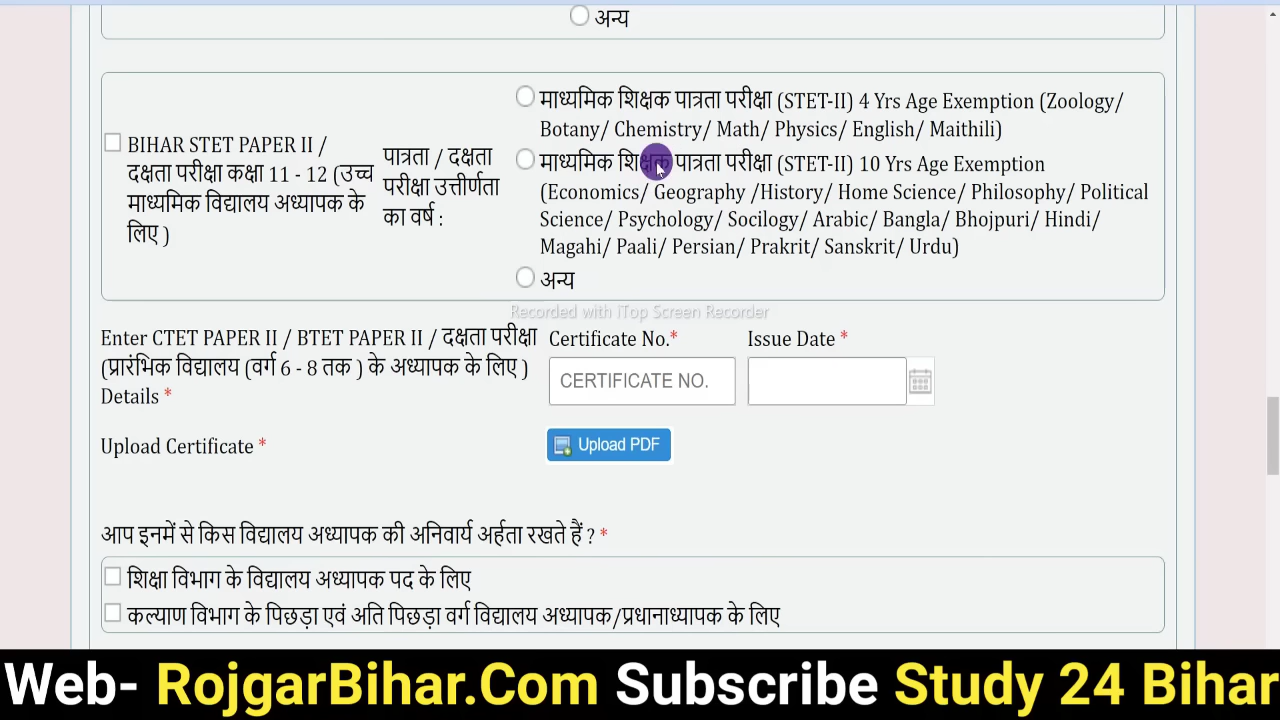 अन्य
माध्यमिक शिक्षक पात्रता परीक्षा (STET-II) 4 Yrs Age Exemption (Zoology/
Botany/ Chemistry/ Math/ Physics/ English/ Maithili)
BIHAR STET PAPER II /
दक्षता परीक्षा कक्षा 11 - 12 (उच्च
माध्यमिक विद्यालय अध्यापक के
लिए )
पात्रता / दक्षता
परीक्षा उत्तीर्णता
का वर्ष :
माध्यमिक शिक्षक पात्रता परीक्षा (STET-II) 10 Yrs Age Exemption
(Economics/ Geography /History/ Home Science/ Philosophy/ Political
Science/ Psychology/ Socilogy/ Arabic/ Bangla/ Bhojpuri/ Hindi/
Magahi/ Paali/ Persian/ Prakrit/ Sanskrit/ Urdu)
अन्य
Recorded with iTop Screen Recorder
Enter CTET PAPER II / BTET PAPER II / दक्षता परीक्षा
(प्रारंभिक विद्यालय (वर्ग 6 - 8 तक ) के अध्यापक के लिए )
Details *
Certificate No.*
Issue Date *
CERTIFICATE NO.
Upload Certificate *
Upload PDF
आप इनमें से किस विद्यालय अध्यापक की अनिवार्य अर्हता रखते हैं ? *
शिक्षा विभाग के विद्यालय अध्यापक पद के लिए
कल्याण विभाग के पिछड़ा एवं अति पिछड़ा वर्ग विद्यालय अध्यापक/प्रधानाध्यापक के लिए
Web- RojgarBihar.Com Subscribe Study 24 Bihar